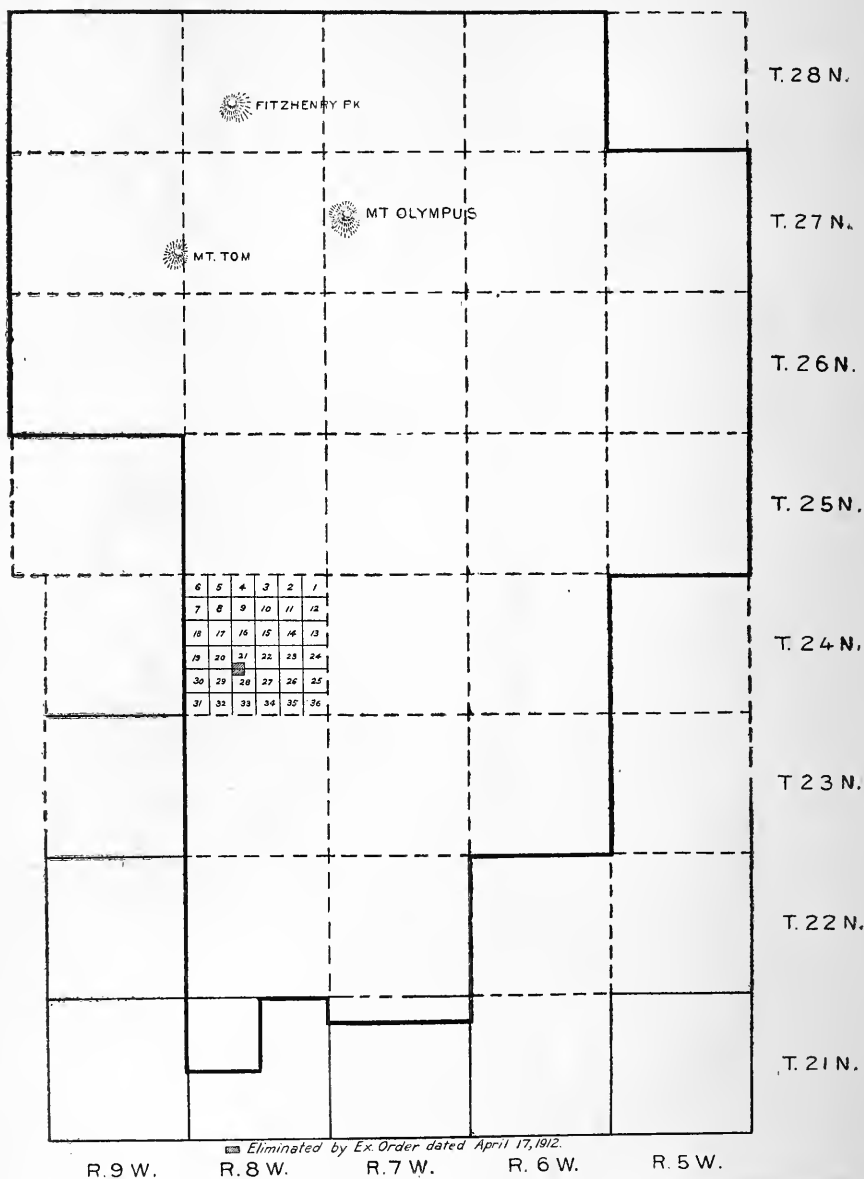 T. 28 N.
FITZHENRY PK
MT OLYMPUS
T. 27 N.
MT. TOM
T. 26 N.
T. 25 N.
6 5 4 3 2 1
7 8 9 10 11 12
18 17 16 15 14 13
T. 24 N.
19 20 21 22 23 24
30 29 28 27 26 25
31 32 33 34 35 36
T 23 N.
T. 22 N.
T. 21 N.
Eliminated by Ex. Order dated April 17, 1912.
R. 9 W. R. 8 W. R. 7 W. R. 6 W. R. 5 W.